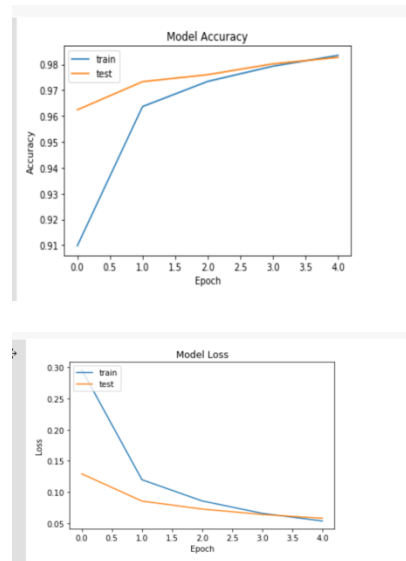 Model Accuracy
train
test
0.98
0.97
0.96
0.95
0.94
0.93
0.92
0.91
Accuracy
0.0 0.5 1.0 1.5 2.0 2.5 3.0 3.5 4.0
Epoch
Model Loss
train
test
0.30
0.25
0.20
0.15
0.10
0.05
Loss
0.0 0.5 1.0 1.5 2.0 2.5 3.0 3.5 4.0
Epoch